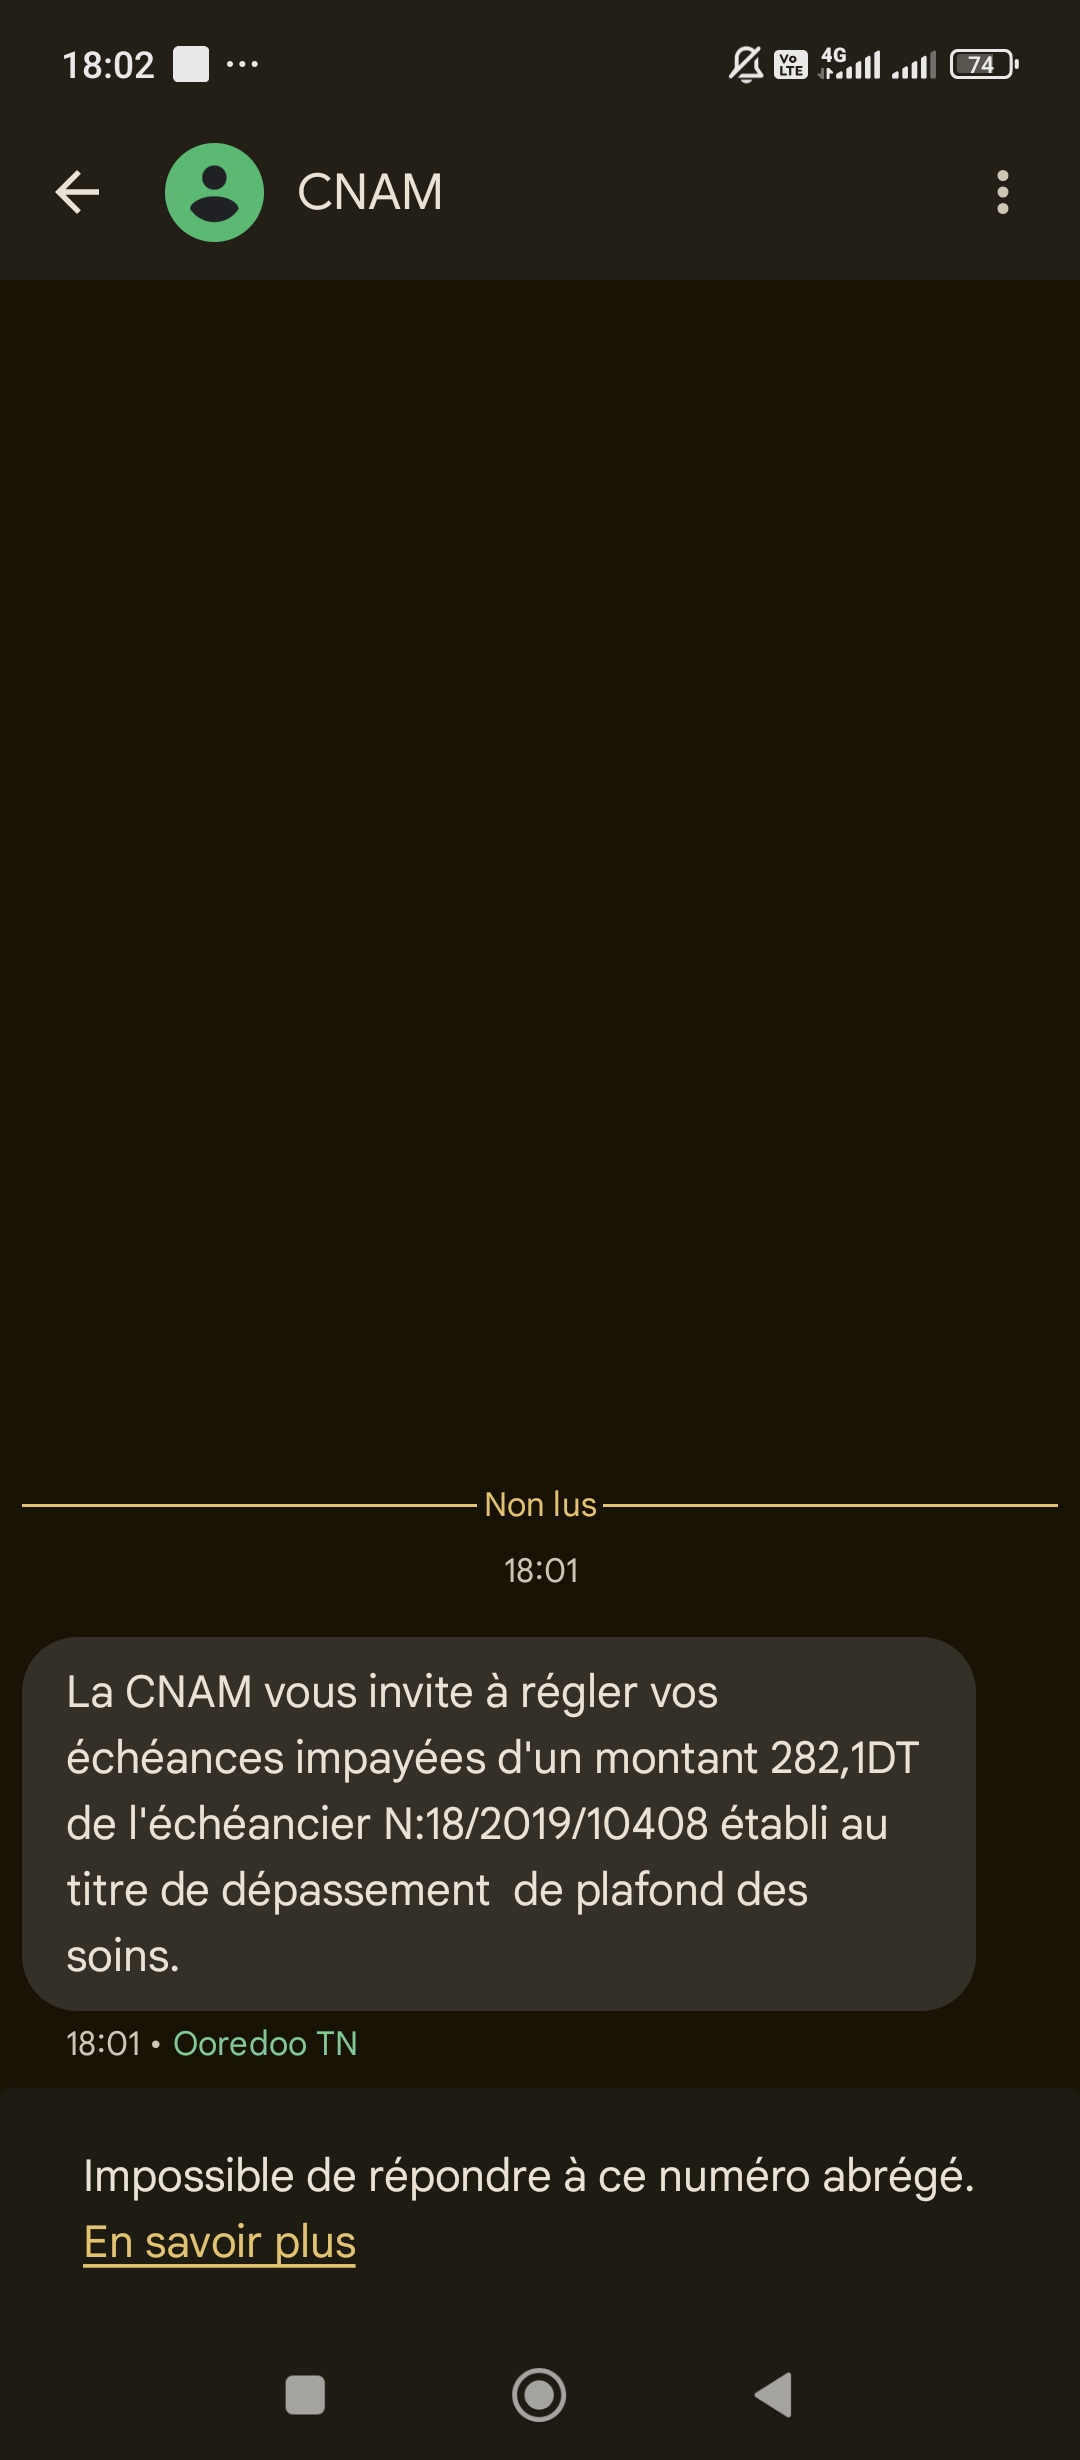 18:02 ...
Vo LTE 4G 74
CNAM
Non lus
18:01
La CNAM vous invite à régler vos
échéances impayées d'un montant 282,1DT
de l'échéancier N:18/2019/10408 établi au
titre de dépassement  de plafond des
soins.
18:01 • Ooredoo TN
Impossible de répondre à ce numéro abrégé.
En savoir plus